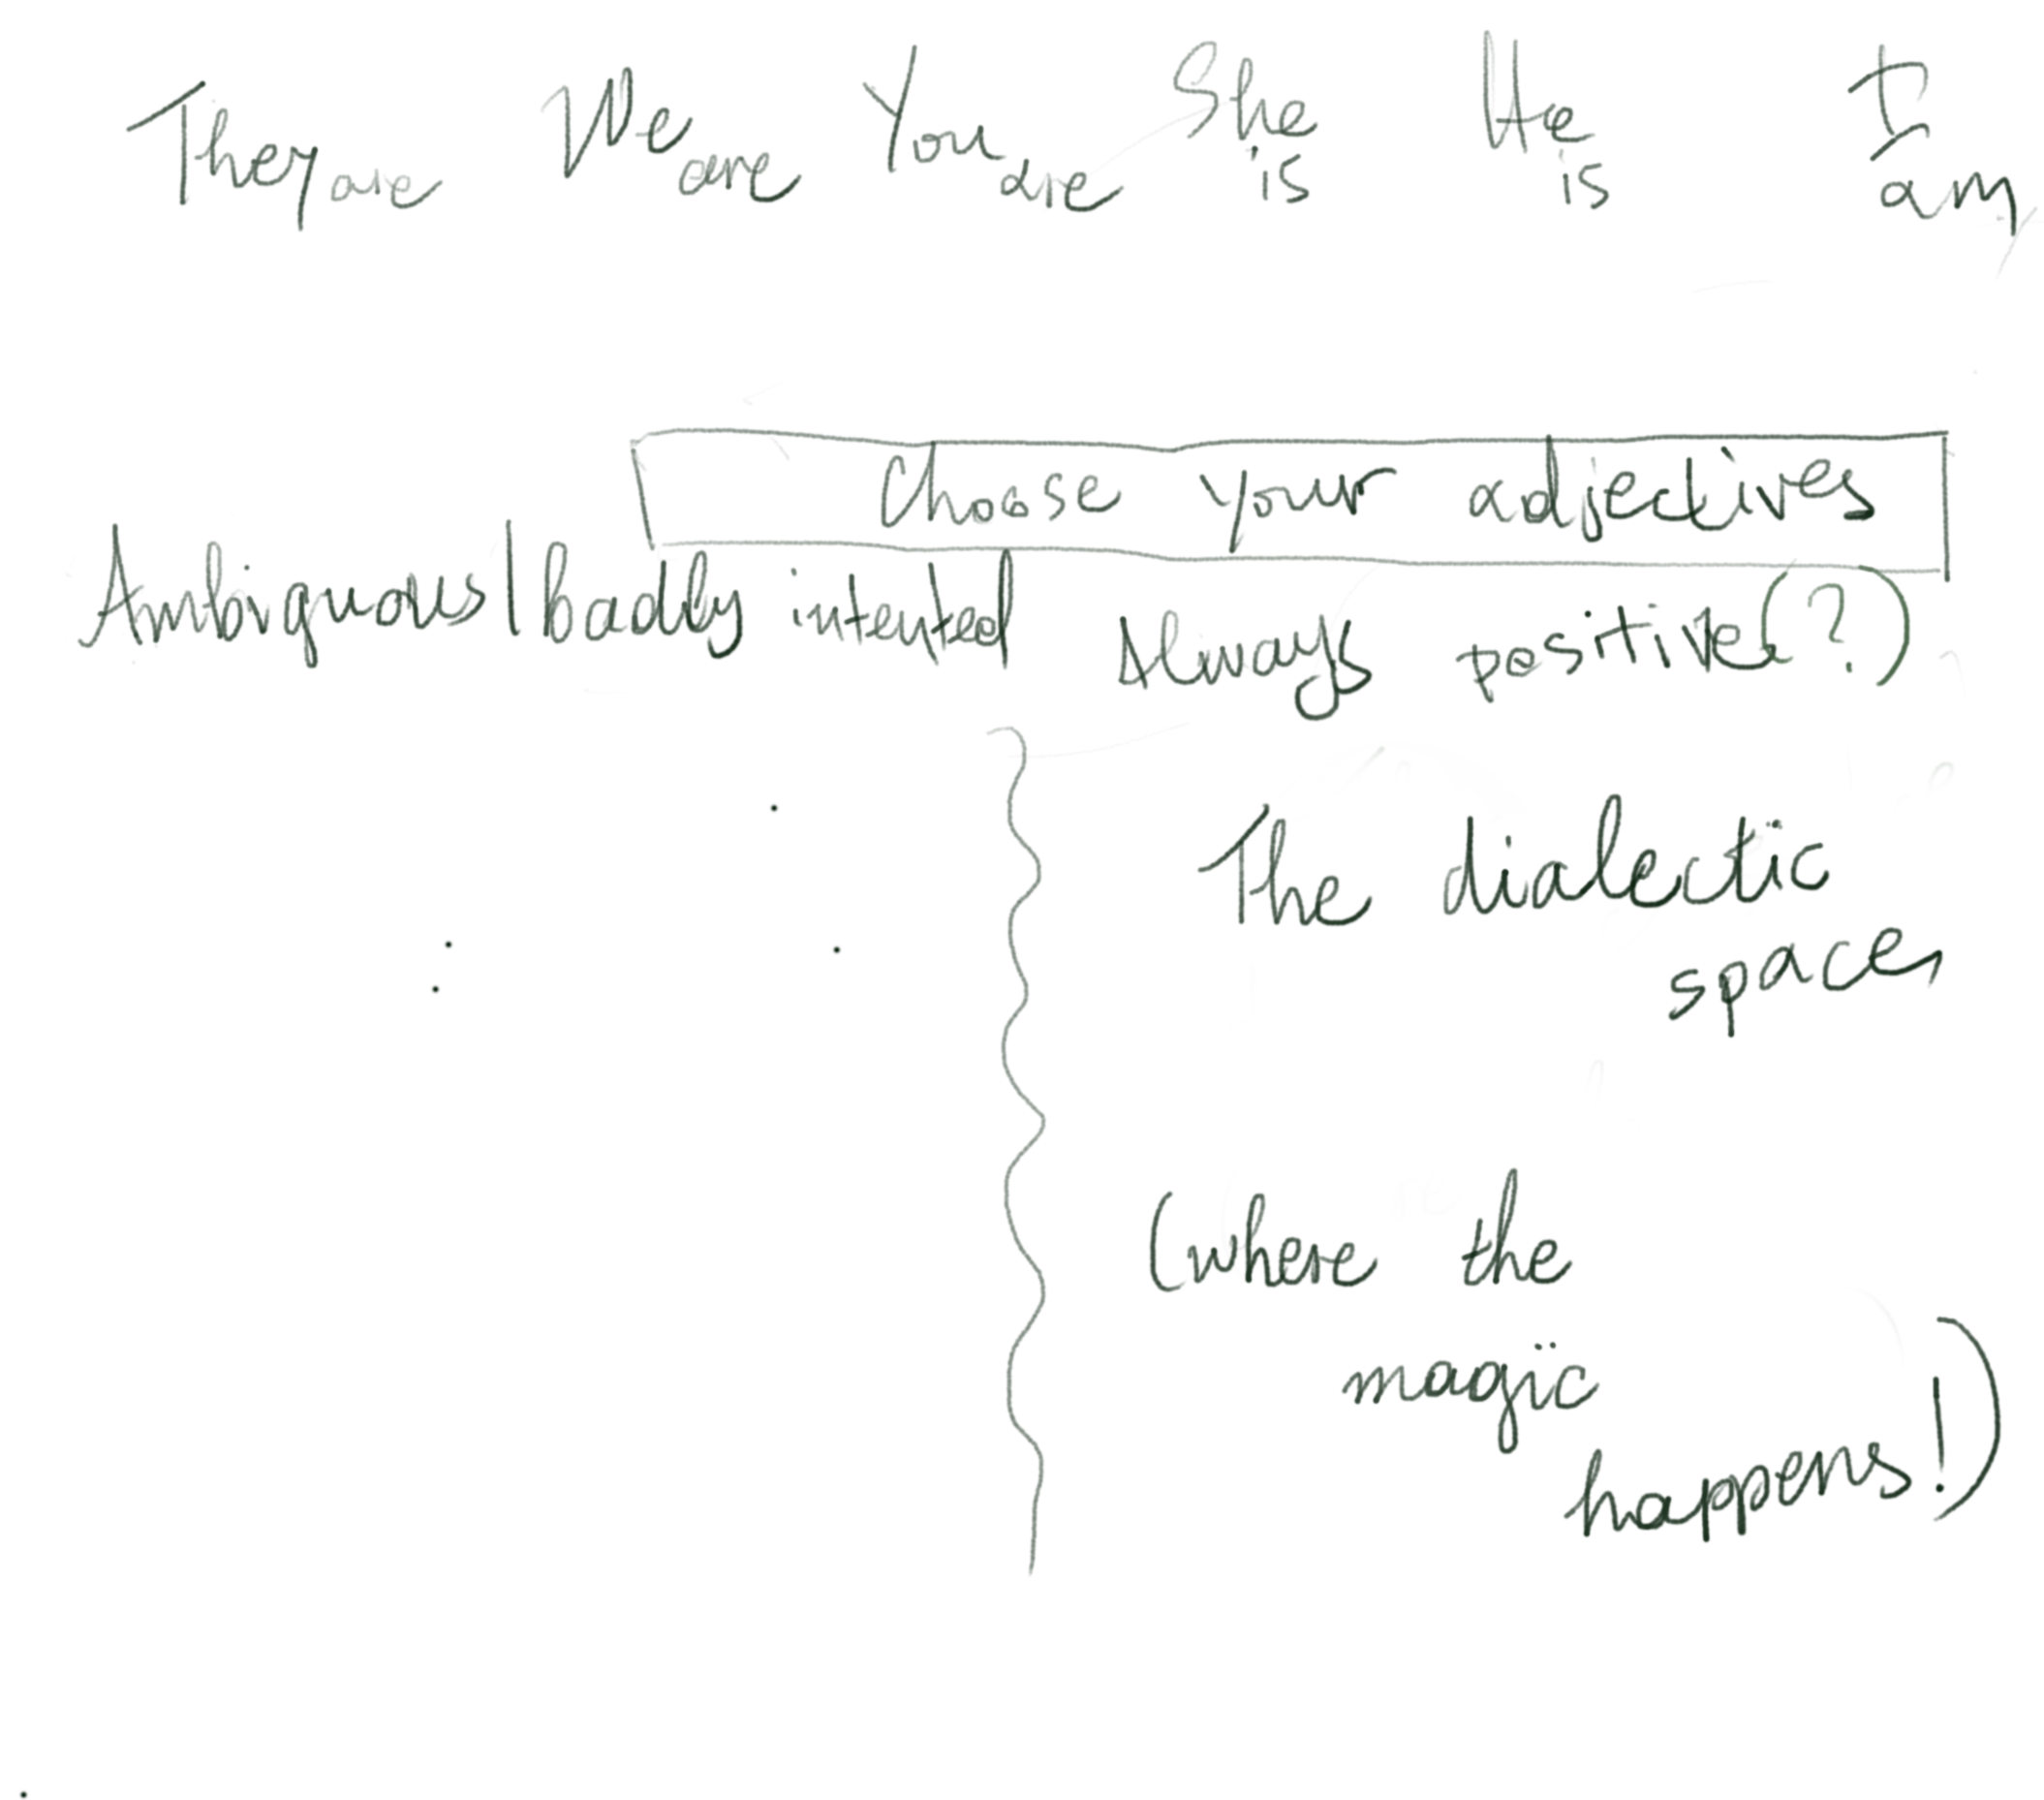 They are We are You are She is He is I am
Choose your adjectives
Ambiguous/badly intented Always positive(?)
The dialectic
space,
(where the
magic
happens!)